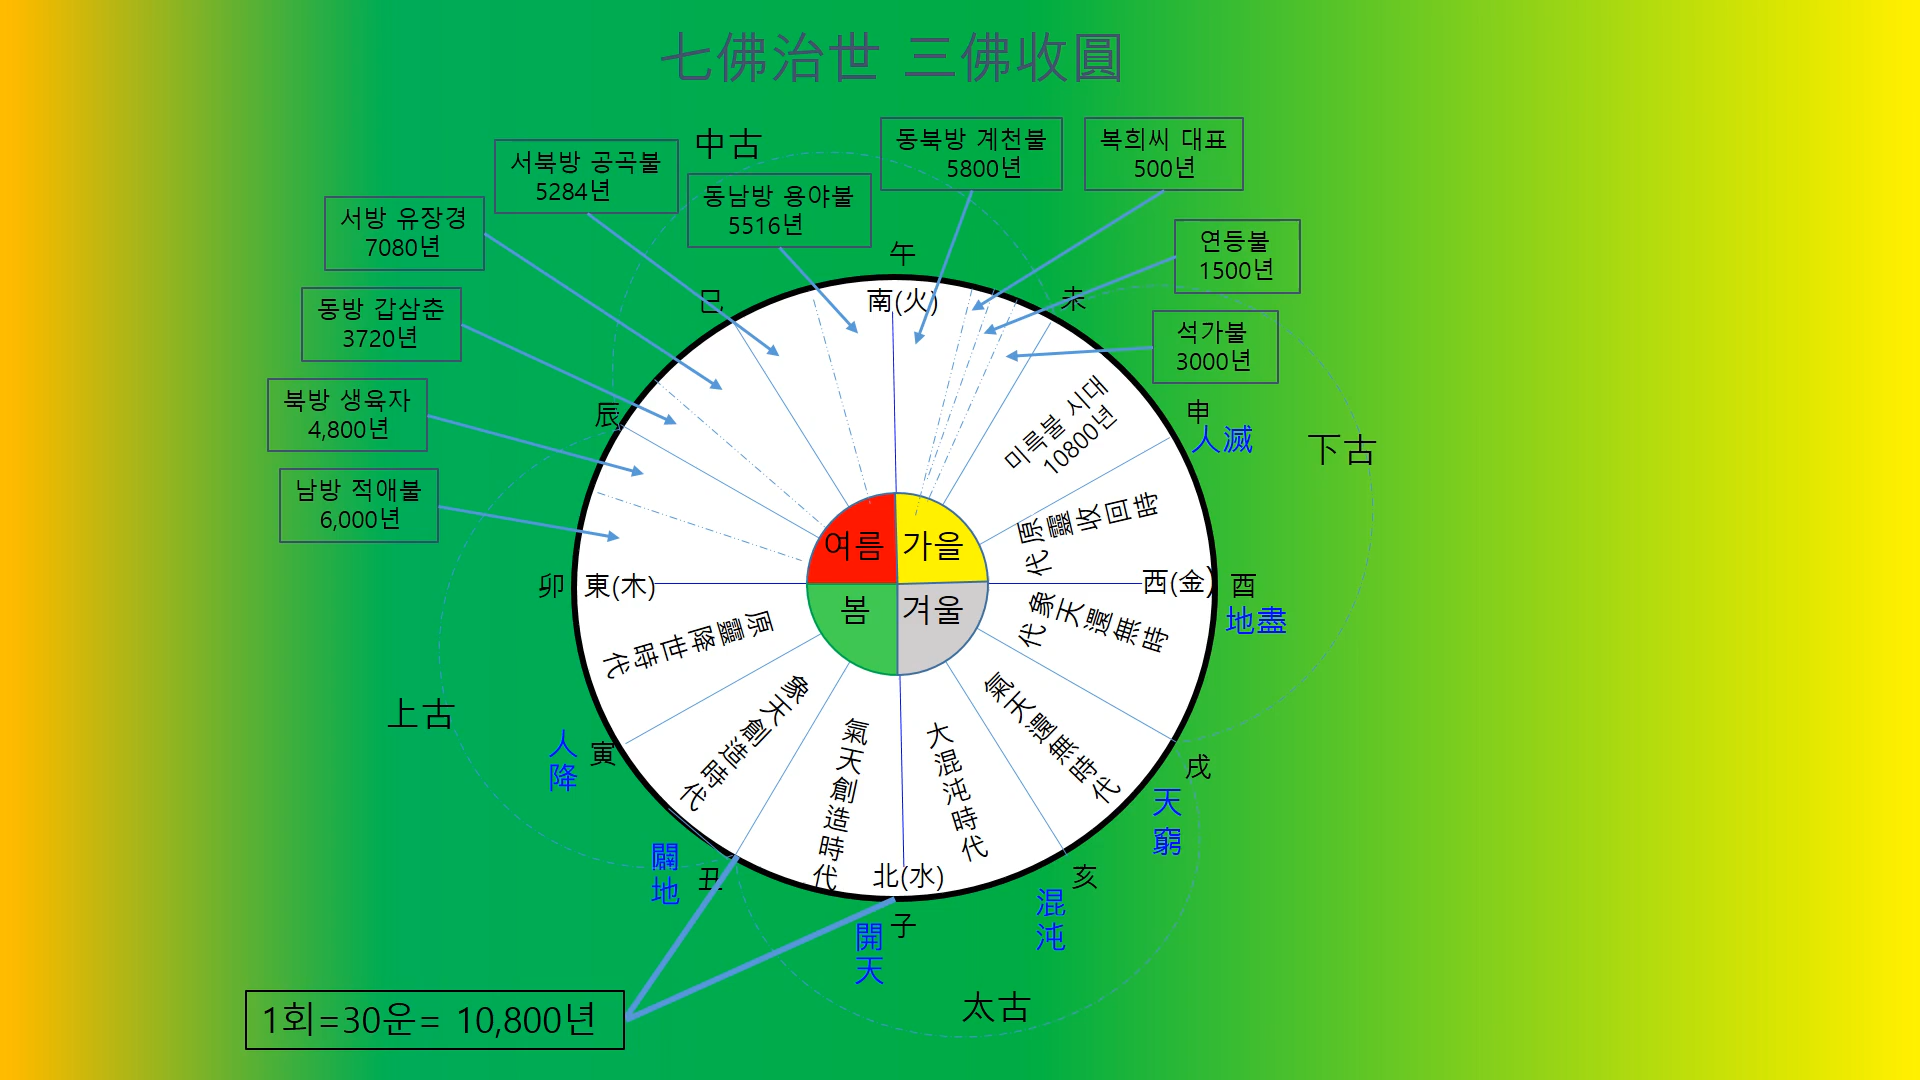 七佛治世 三佛收圓
中古
동북방 계천불
5800년
복희씨 대표
500년
서북방 공곡불
5284년
동남방 용야불
5516년
서방 유장경
7080년
연등불
1500년
동방 갑삼춘
3720년
석가불
3000년
북방 생육자
4,800년
남방 적애불
6,000년
午
巳
未
南(火)
辰
申
人滅
下古
미륵불 시대
10800년
原靈收回時代
여름
가을
봄
겨울
卯
東(木)
西(金)
酉
地盡
原靈降世時代
象天還無時代
上古
人降
寅
象天創造時代
氣天創造時代
大混沌時代
氣天還無時代
戌
天窮
闢地
丑
北(水)
子
開天
亥
混沌
太古
1회=30운= 10,800년